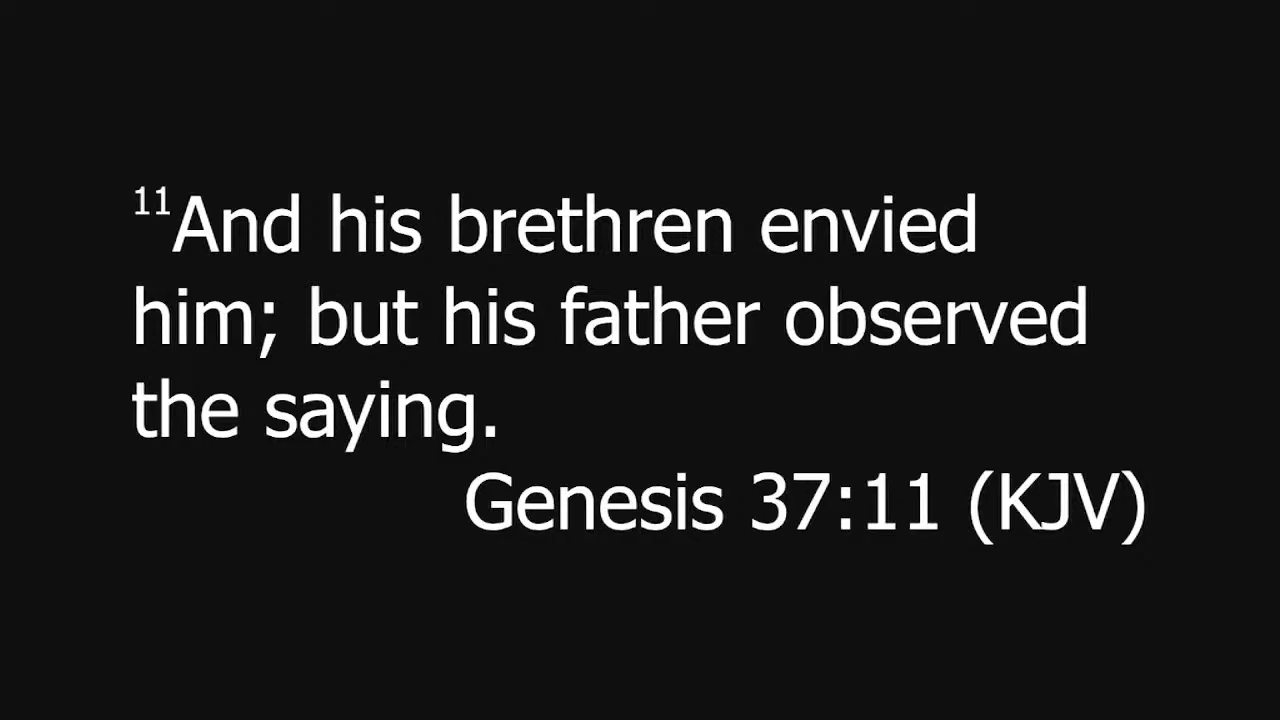 11And his brethren envied
him; but his father observed
the saying.
Genesis 37:11 (KJV)